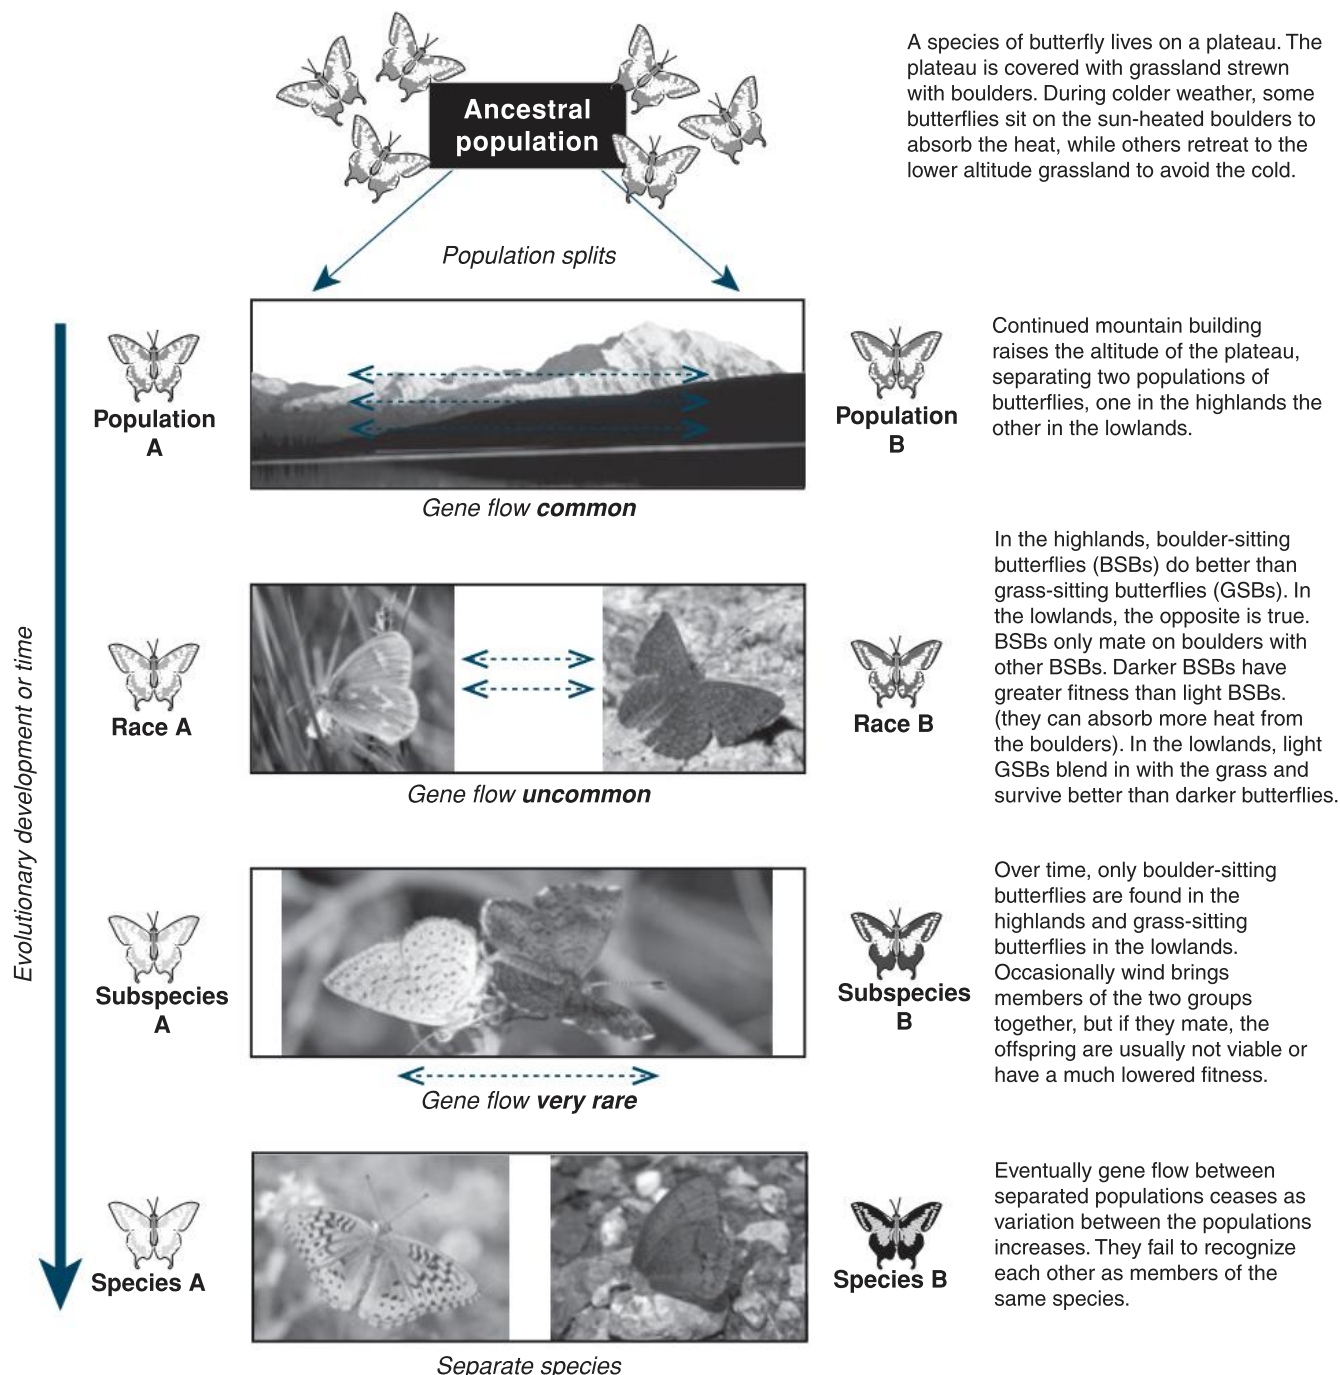 A species of butterfly lives on a plateau. The
plateau is covered with grassland strewn
with boulders. During colder weather, some
butterflies sit on the sun-heated boulders to
absorb the heat, while others retreat to the
lower altitude grassland to avoid the cold.
Ancestral
population
Population splits
Evolutionary development or time
Population
A
Population
B
Gene flow common
Continued mountain building
raises the altitude of the plateau,
separating two populations of
butterflies, one in the highlands the
other in the lowlands.
Race A
Race B
Gene flow uncommon
In the highlands, boulder-sitting
butterflies (BSBs) do better than
grass-sitting butterflies (GSBs). In
the lowlands, the opposite is true.
BSBs only mate on boulders with
other BSBs. Darker BSBs have
greater fitness than light BSBs.
(they can absorb more heat from
the boulders). In the lowlands, light
GSBs blend in with the grass and
survive better than darker butterflies.
Subspecies
A
Subspecies
B
Gene flow very rare
Over time, only boulder-sitting
butterflies are found in the
highlands and grass-sitting
butterflies in the lowlands.
Occasionally wind brings
members of the two groups
together, but if they mate, the
offspring are usually not viable or
have a much lowered fitness.
Species A
Species B
Separate species
Eventually gene flow between
separated populations ceases as
variation between the populations
increases. They fail to recognize
each other as members of the
same species.